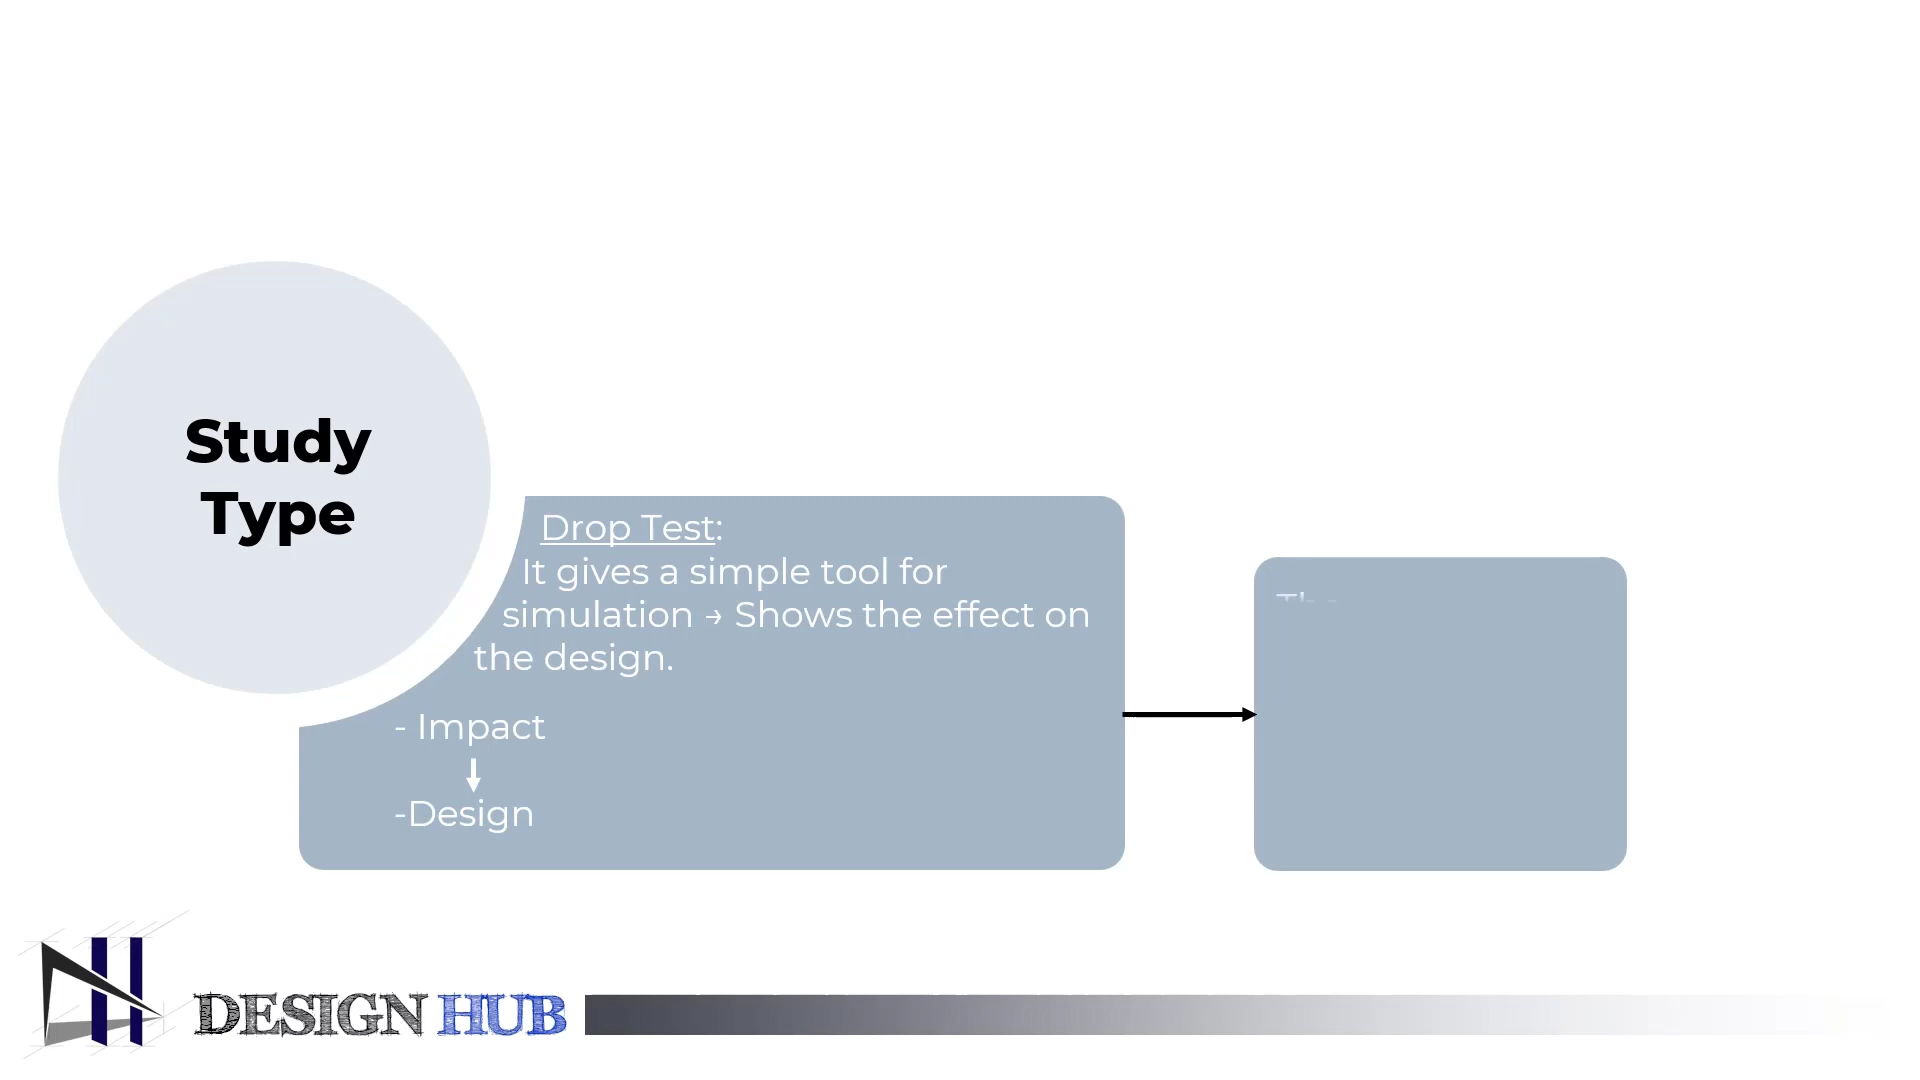 Study
Type
Drop Test:
It gives a simple tool for
simulation → Shows the effect on
the design.
- Impact
-Design
DESIGN HUB